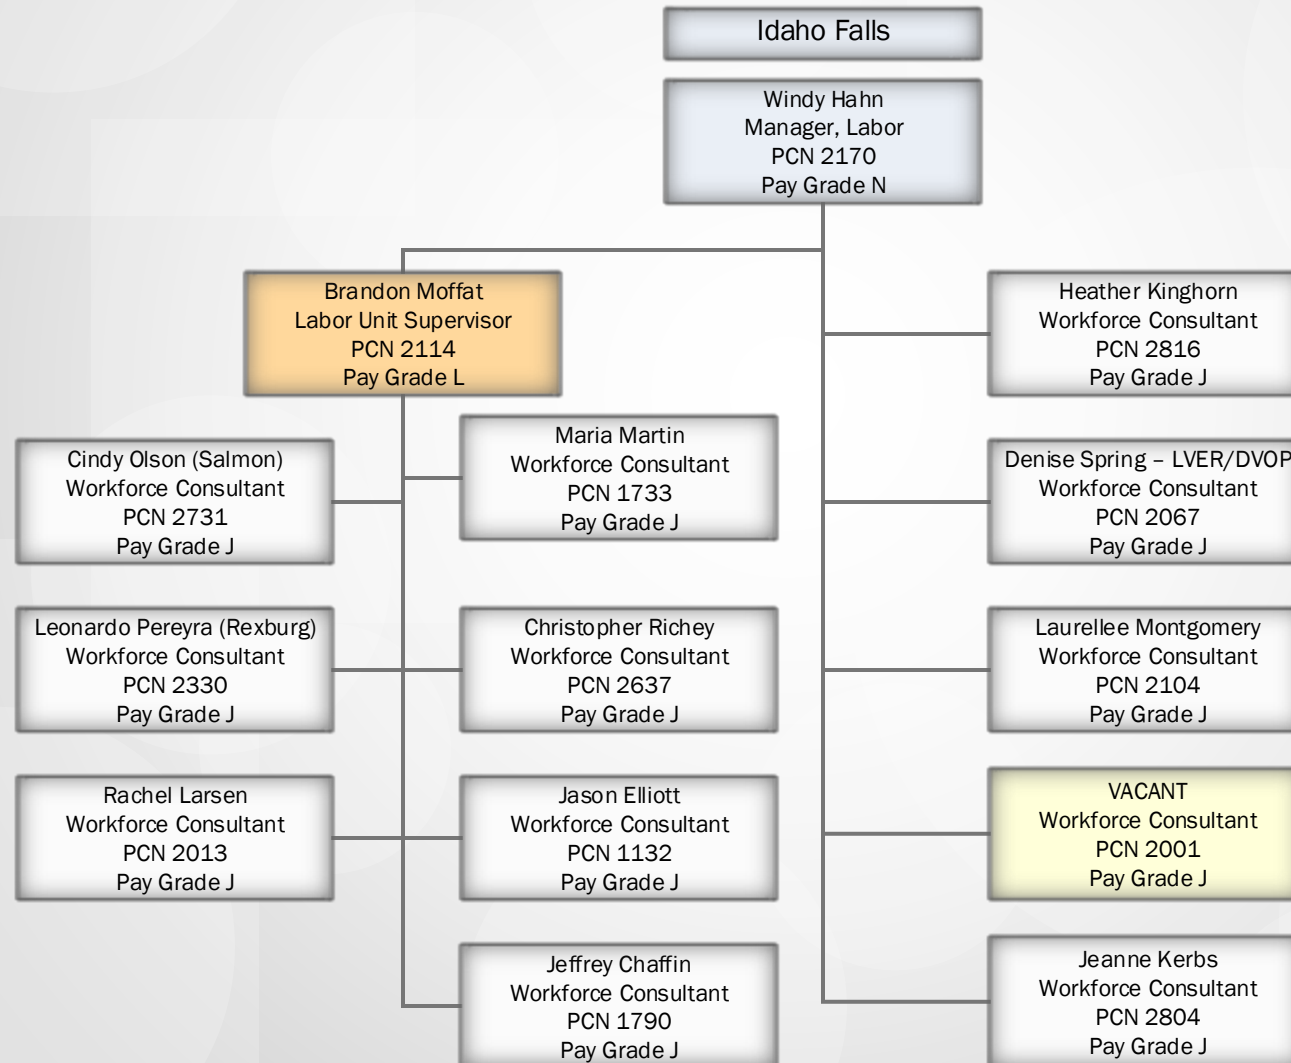 Idaho Falls
Windy Hahn
Manager, Labor
PCN 2170
Pay Grade N
Brandon Moffat
Labor Unit Supervisor
PCN 2114
Pay Grade L
Cindy Olson (Salmon)
Workforce Consultant
PCN 2731
Pay Grade J
Leonardo Pereyra (Rexburg)
Workforce Consultant
PCN 2330
Pay Grade J
Rachel Larsen
Workforce Consultant
PCN 2013
Pay Grade J
Maria Martin
Workforce Consultant
PCN 1733
Pay Grade J
Christopher Richey
Workforce Consultant
PCN 2637
Pay Grade J
Jason Elliott
Workforce Consultant
PCN 1132
Pay Grade J
Jeffrey Chaffin
Workforce Consultant
PCN 1790
Pay Grade J
Heather Kinghorn
Workforce Consultant
PCN 2816
Pay Grade J
Denise Spring – LVER/DVOP
Workforce Consultant
PCN 2067
Pay Grade J
Laurellee Montgomery
Workforce Consultant
PCN 2104
Pay Grade J
VACANT
Workforce Consultant
PCN 2001
Pay Grade J
Jeanne Kerbs
Workforce Consultant
PCN 2804
Pay Grade J